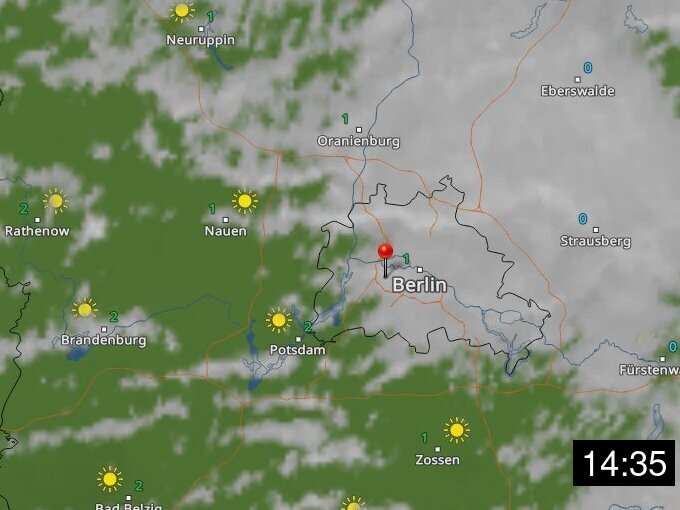 1
Neuruppin
0
Eberswalde
1
Oranienburg
2
Rathenow
1
Nauen
0
Strausberg
1
Berlin
2
Brandenburg
2
Potsdam
0
Fürstenwa
1
Zossen
14:35
2
Bad Belzig